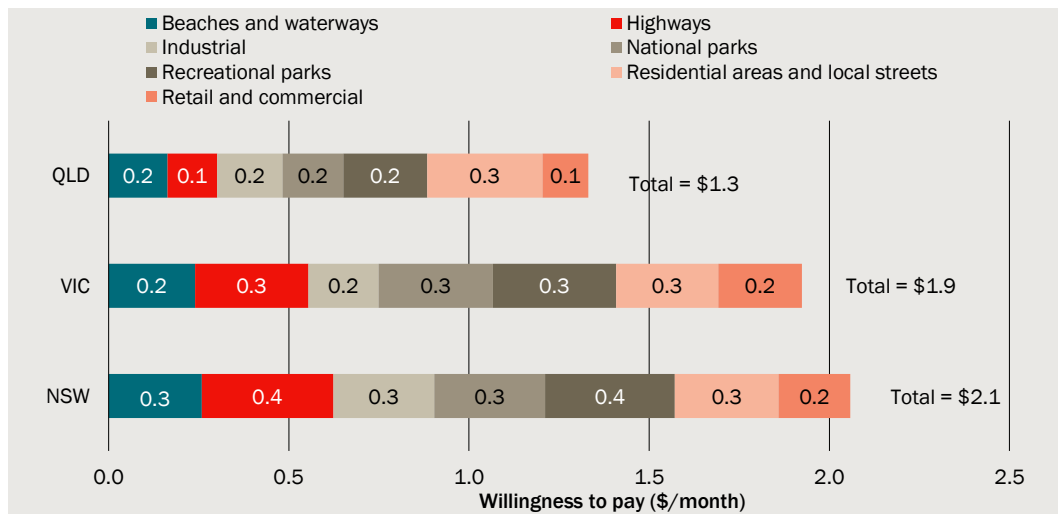 Beaches and waterways
Highways
Industrial
National parks
Recreational parks
Residential areas and local streets
Retail and commercial
QLD
0.2 0.1 0.2 0.2 0.2 0.3 0.1
Total = $1.3
VIC
0.2 0.3 0.2 0.3 0.3 0.3 0.2
Total = $1.9
NSW
0.3 0.4 0.3 0.3 0.4 0.3 0.2
Total = $2.1
0.0 0.5 1.0 1.5 2.0 2.5
Willingness to pay ($/month)